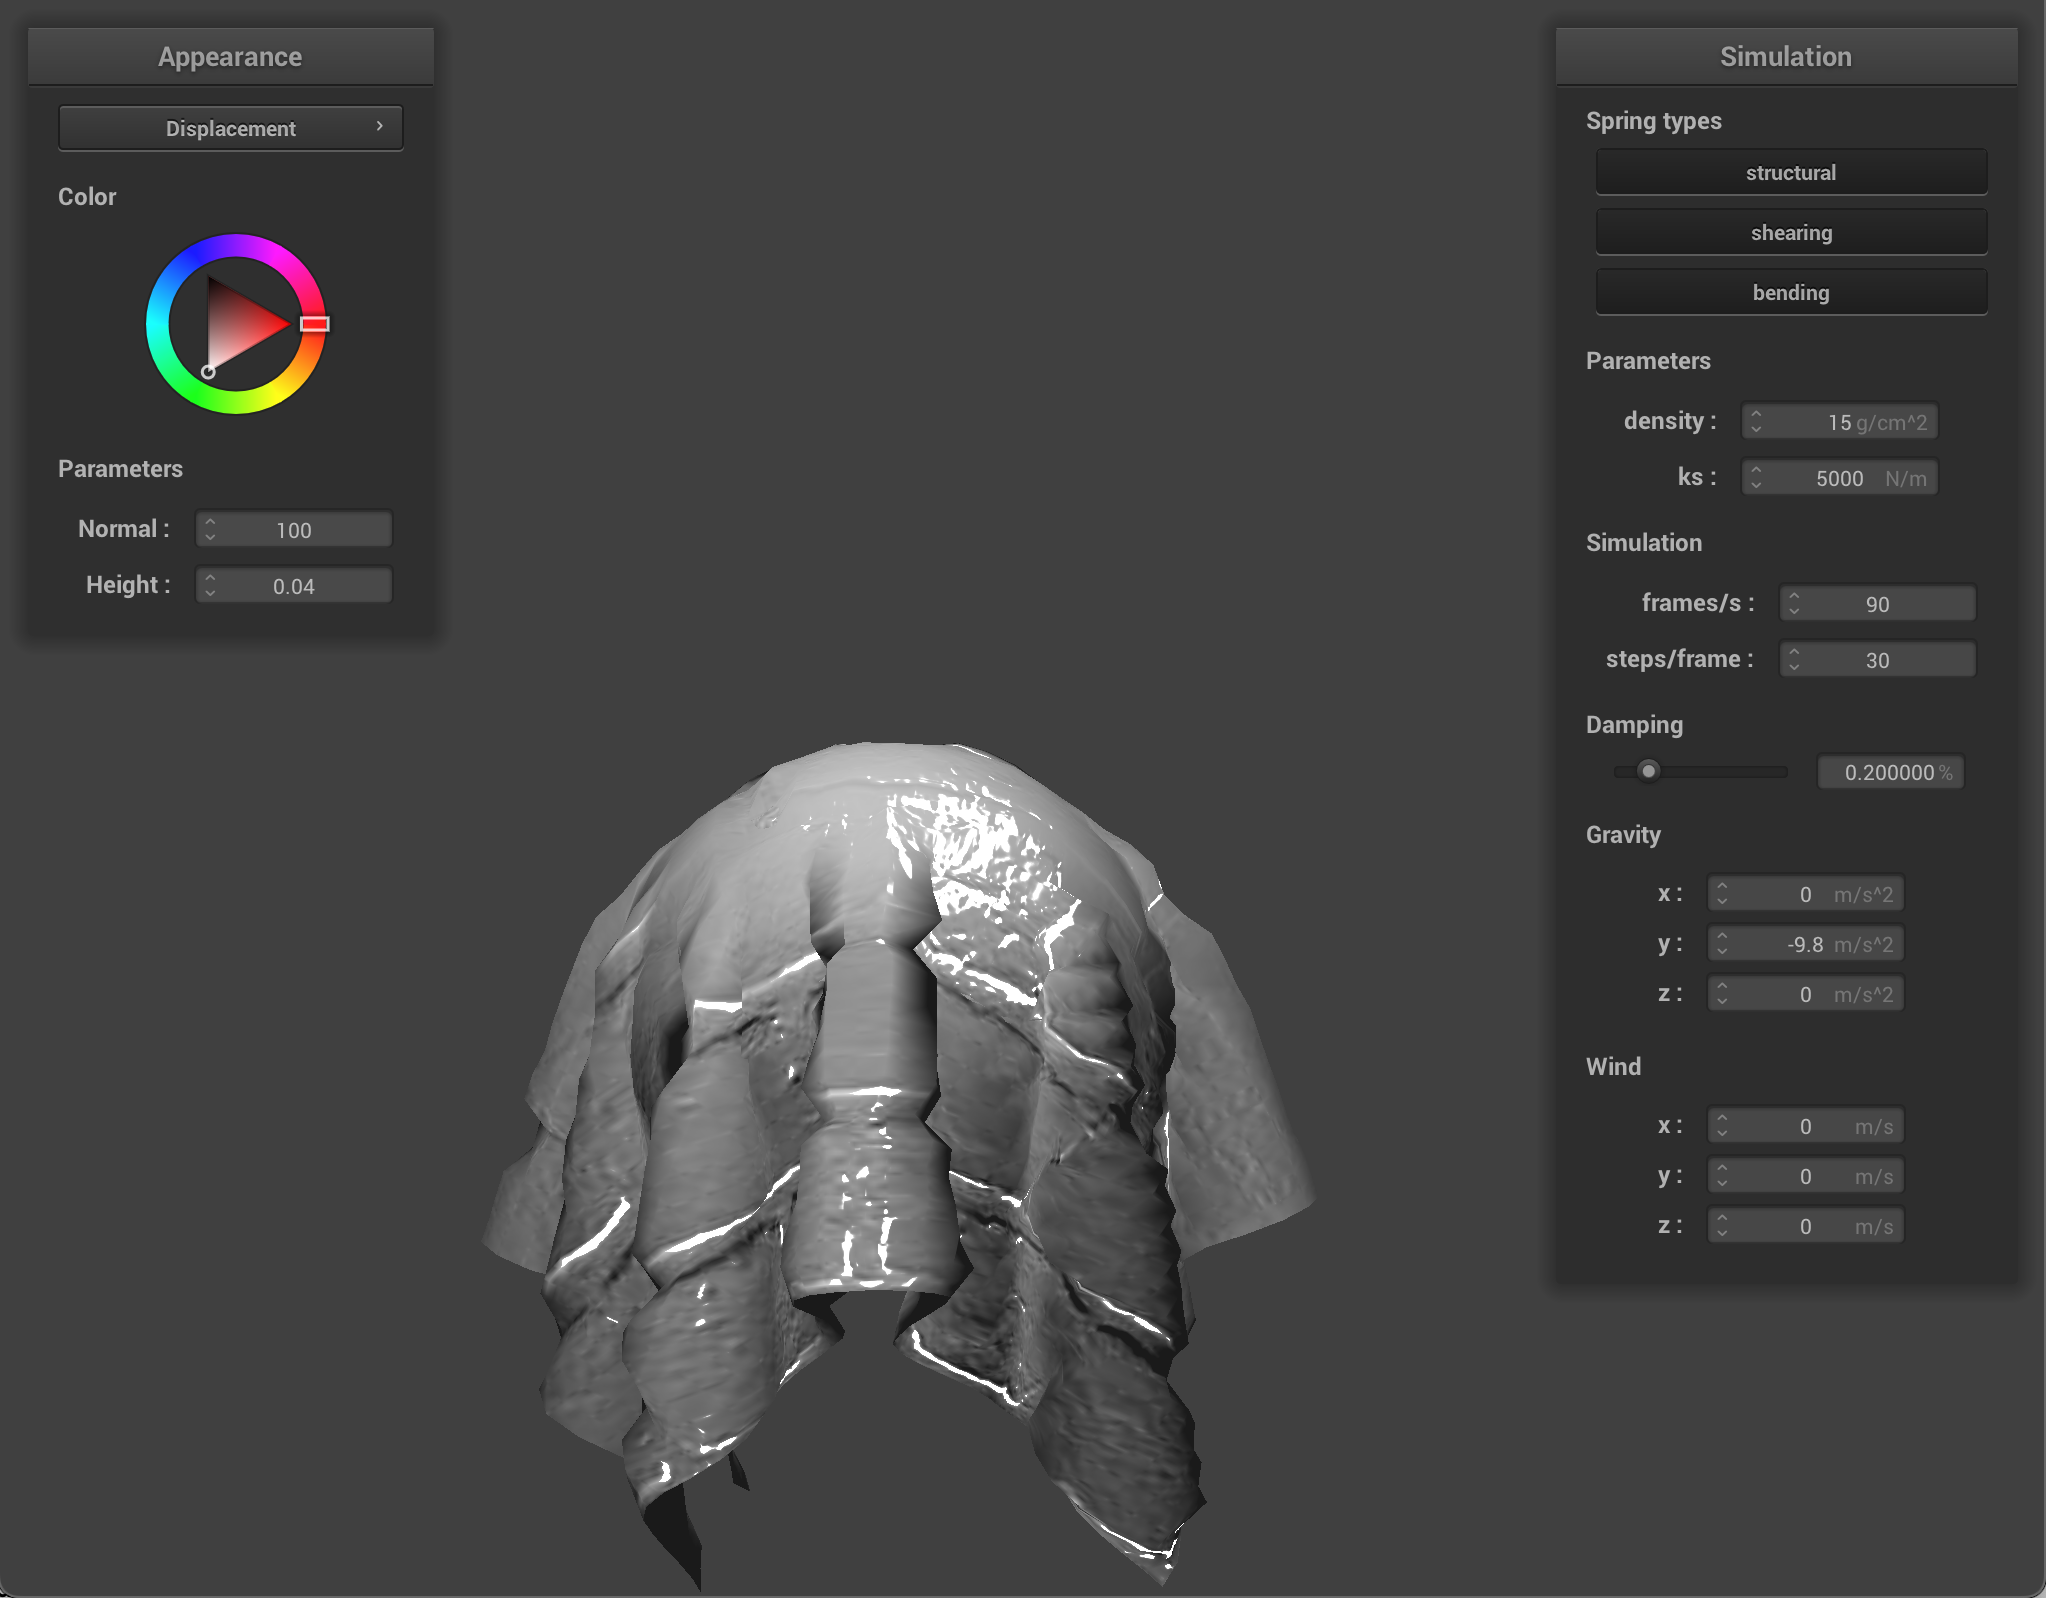 Appearance
Displacement
Color
Parameters
Normal : 100
Height : 0.04
Simulation
Spring types
structural
shearing
bending
Parameters
density : 15 g/cm^2
ks : 5000 N/m
Simulation
frames/s : 90
steps/frame : 30
Damping
0.200000 %
Gravity
x : 0 m/s^2
y : -9.8 m/s^2
z : 0 m/s^2
Wind
x : 0 m/s
y : 0 m/s
z : 0 m/s